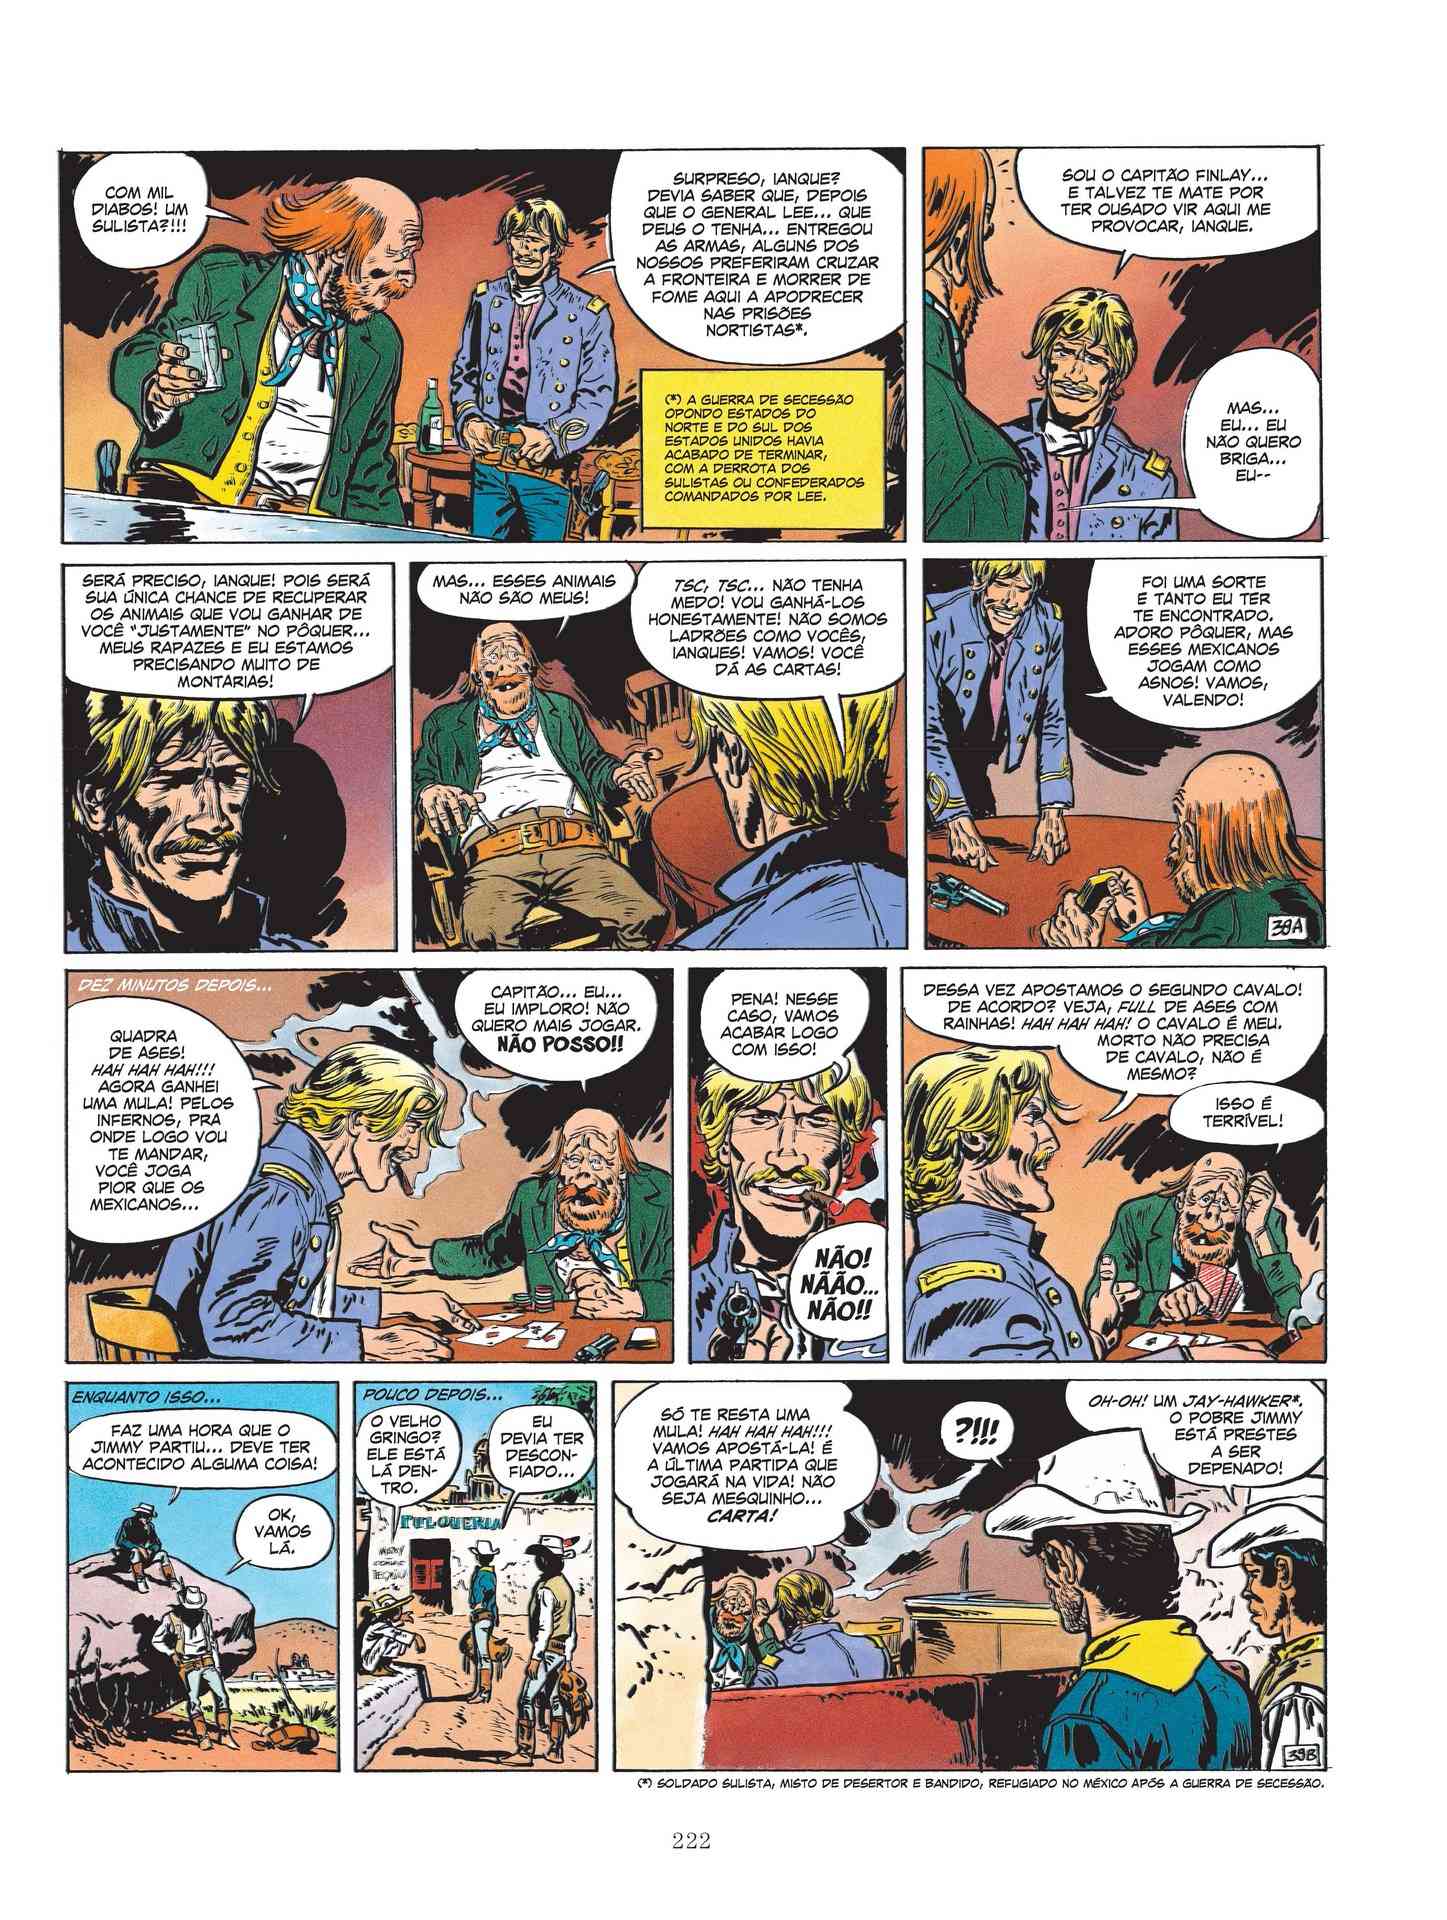 COM MIL
DIABOS! UM
SULISTA?!!!
SURPRESO, IANQUE?
DEVIA SABER QUE, DEPOIS
QUE O GENERAL LEE... QUE
DEUS O TENHA... ENTREGOU
AS ARMAS, ALGUNS DOS
NOSSOS PREFERIRAM CRUZAR
A FRONTEIRA E MORRER DE
FOME AQUI A APODRECER
NAS PRISÕES
NORTISTAS*.
(*) A GUERRA DE SECESSÃO
OPONDO ESTADOS DO
NORTE E DO SUL DOS
ESTADOS UNIDOS HAVIA
ACABADO DE TERMINAR,
COM A DERROTA DOS
SULISTAS OU CONFEDERADOS
COMANDADOS POR LEE.
SOU O CAPITÃO FINLAY...
E TALVEZ TE MATE POR
TER OUSADO VIR AQUI ME
PROVOCAR, IANQUE.
MAS...
EU... EU
NÃO QUERO
BRIGA...
EU--
SERÁ PRECISO, IANQUE! POIS SERÁ
SUA ÚNICA CHANCE DE RECUPERAR
OS ANIMAIS QUE VOU GANHAR DE
VOCÊ "JUSTAMENTE" NO PÔQUER...
MEUS RAPAZES E EU ESTAMOS
PRECISANDO MUITO DE
MONTARIAS!
MAS... ESSES ANIMAIS
NÃO SÃO MEUS!
TSC, TSC... NÃO TENHA
MEDO! VOU GANHÁ-LOS
HONESTAMENTE! NÃO SOMOS
LADRÕES COMO VOCÊS,
IANQUES! VAMOS! VOCÊ
DÁ AS CARTAS!
FOI UMA SORTE
E TANTO EU TER
TE ENCONTRADO.
ADORO PÔQUER, MAS
ESSES MEXICANOS
JOGAM COMO
ASNOS! VAMOS,
VALENDO!
39A
DEZ MINUTOS DEPOIS...
QUADRA
DE ASES!
HAH HAH HAH!!!
AGORA GANHEI
UMA MULA! PELOS
INFERNOS, PRA
ONDE LOGO VOU
TE MANDAR,
VOCÊ JOGA
PIOR QUE OS
MEXICANOS...
CAPITÃO... EU...
EU IMPLORO! NÃO
QUERO MAIS JOGAR.
NÃO POSSO!!
PENA! NESSE
CASO, VAMOS
ACABAR LOGO
COM ISSO!
NÃO!
NÃÃO...
NÃO!!
DESSA VEZ APOSTAMOS O SEGUNDO CAVALO!
DE ACORDO? VEJA, FULL DE ASES COM
RAINHAS! HAH HAH HAH! O CAVALO É MEU.
MORTO NÃO PRECISA
DE CAVALO, NÃO É
MESMO?
ISSO É
TERRÍVEL!
ENQUANTO ISSO...
FAZ UMA HORA QUE O
JIMMY PARTIU... DEVE TER
ACONTECIDO ALGUMA COISA!
OK,
VAMOS
LÁ.
POUCO DEPOIS...
O VELHO
GRINGO?
ELE ESTÁ
LÁ DEN-
TRO.
EU
DEVIA TER
DESCON-
FIADO...
PULQUERIA
SÓ TE RESTA UMA
MULA! HAH HAH HAH!!!
VAMOS APOSTÁ-LA! É
A ÚLTIMA PARTIDA QUE
JOGARÁ NA VIDA! NÃO
SEJA MESQUINHO...
CARTA!
?!!!
OH-OH! UM JAY-HAWKER*.
O POBRE JIMMY
ESTÁ PRESTES
A SER
DEPENADO!
39B
(*) SOLDADO SULISTA, MISTO DE DESERTOR E BANDIDO, REFUGIADO NO MÉXICO APÓS A GUERRA DE SECESSÃO.
222